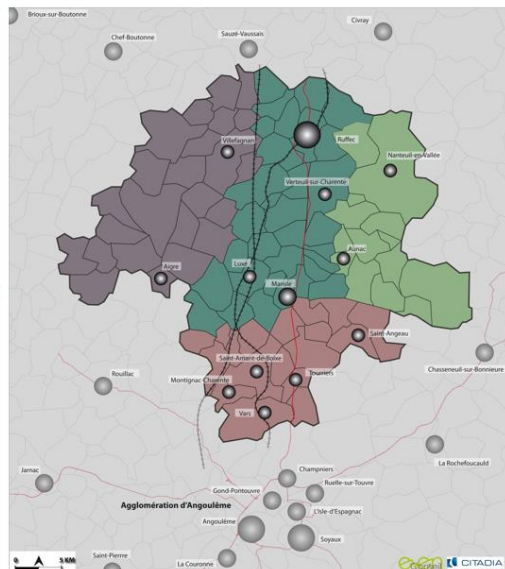 Brioux-sur-Boutonne
Civray
Sauzé-Vaussais
Chef-Boutonne
Ruffec
Villefagnan
Nanteuil-en-Vallée
Verteuil-sur-Charente
Aunac
Luxé
Aigre
Mansle
Saint-Angeau
Saint-Amant-de-Boixe
Chasseneuil-sur-Bonnieure
Tourriers
Rouillac
Montignac-Charente
Vars
La Rochefoucauld
Champniers
Jarnac
Ruelle-sur-Touvre
Gond-Pontouvre
Agglomération d'Angoulême
L'Isle-d'Espagnac
Angoulême
Soyaux
Saint-Pierre
La Couronne
0 5 KM
CITADIA